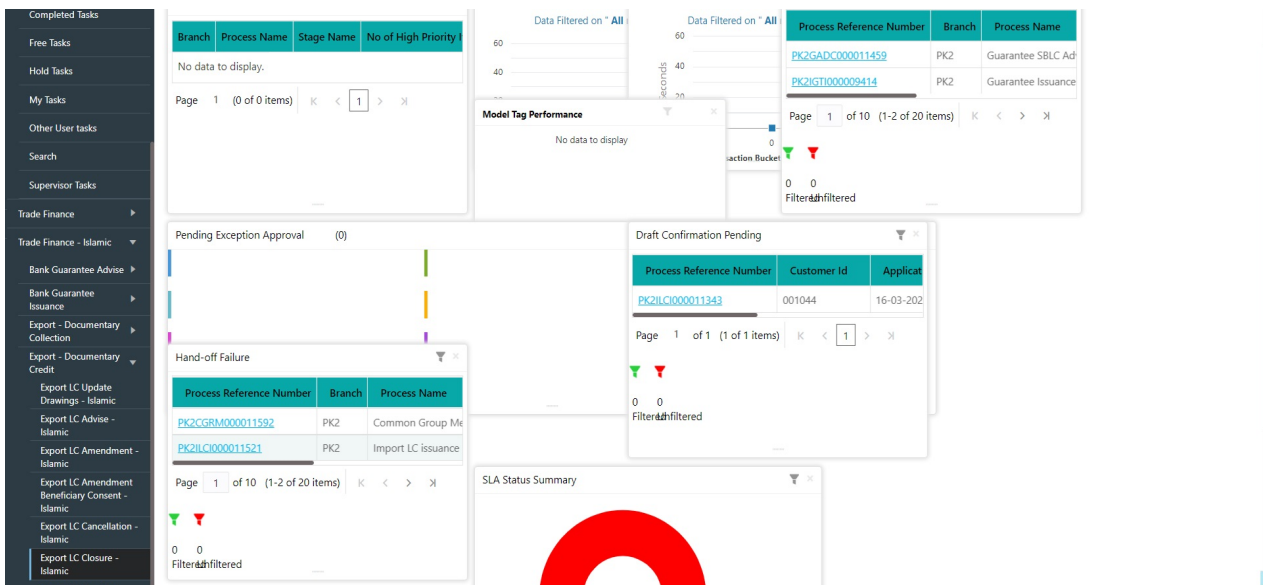 Completed Tasks
Free Tasks
Hold Tasks
My Tasks
Other User tasks
Search
Supervisor Tasks
Trade Finance
Trade Finance - Islamic
Bank Guarantee Advise
Bank Guarantee
Issuance
Export - Documentary
Collection
Export - Documentary
Credit
Export LC Update
Drawings - Islamic
Export LC Advise -
Islamic
Export LC Amendment -
Islamic
Export LC Amendment
Beneficiary Consent -
Islamic
Export LC Cancellation -
Islamic
Export LC Closure -
Islamic
Branch Process Name Stage Name No of High Priority
No data to display.
Page 1 (0 of 0 items) 1
Data Filtered on " All
60
40
Data Filtered on " All
60
40
20
0
Model Tag Performance
No data to display
Process Reference Number Branch Process Name
PK2GADC000011459 PK2 Guarantee SBLC Ad
PK2IGTI000009414 PK2 Guarantee Issuance
Page 1 of 10 (1-2 of 20 items)
0 0
Filtered Unfiltered
Pending Exception Approval (0)
Draft Confirmation Pending
Process Reference Number Customer Id Applicat
PK2ILCI000011343 001044 16-03-202
Page 1 of 1 (1 of 1 items) 1
0 0
Filtered Unfiltered
Hand-off Failure
Process Reference Number Branch Process Name
PK2CGRM000011592 PK2 Common Group Me
PK2ILCI000011521 PK2 Import LC issuance
Page 1 of 10 (1-2 of 20 items)
0 0
Filtered Unfiltered
SLA Status Summary